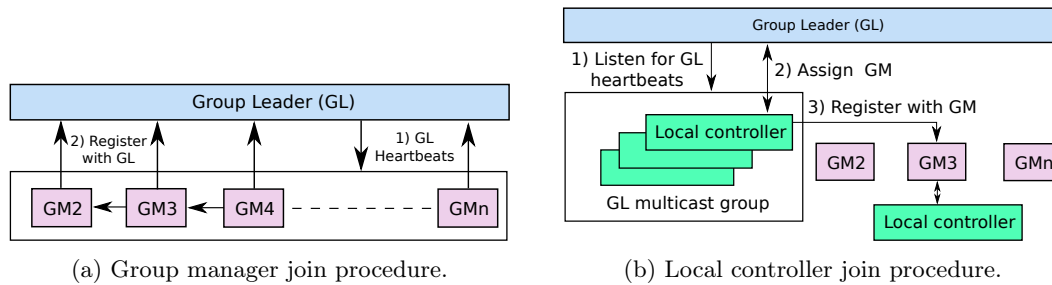 Group Leader (GL)
2) Register
with GL
1) GL
Heartbeats
GM2
GM3
GM4
GMn
(a) Group manager join procedure.
Group Leader (GL)
1) Listen for GL
heartbeats
2) Assign GM
3) Register with GM
Local controller
GL multicast group
GM2
GM3
GMn
Local controller
(b) Local controller join procedure.